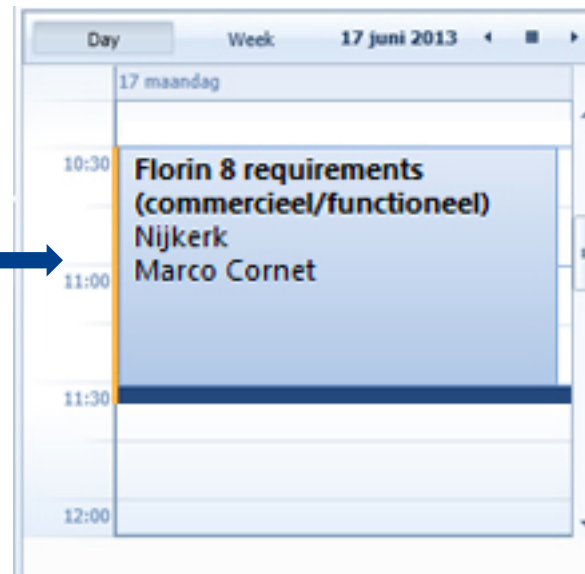 Day Week 17 juni 2013
17 maandag
10:30
Florin 8 requirements
(commercieel/functioneel)
Nijkerk
Marco Cornet
11:00
11:30
12:00